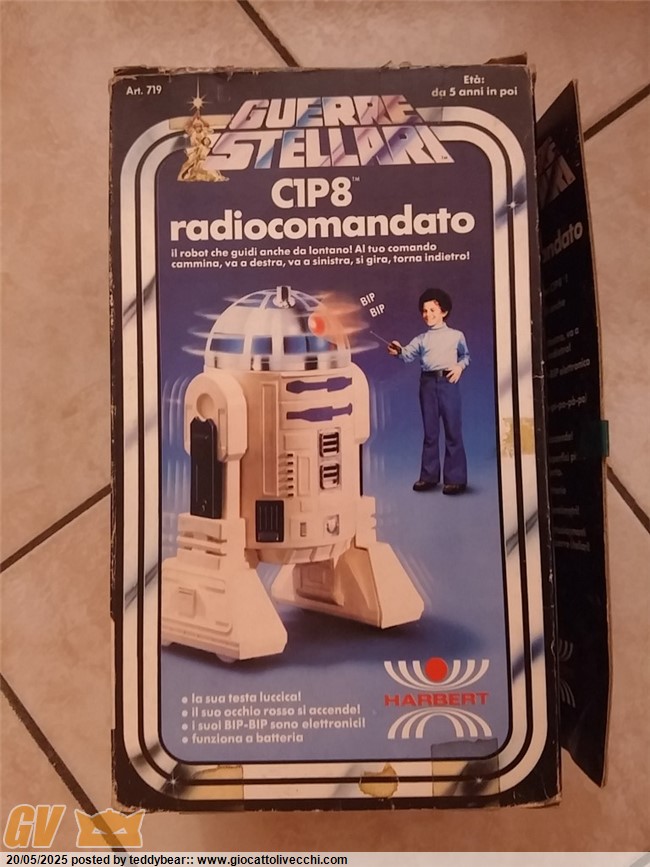 Art. 719
Età:
da 5 anni in poi
GUERRE
STELLARI
C1P8™
radiocomandato
il robot che guidi anche da lontano! Al tuo comando
cammina, va a destra, va a sinistra, si gira, torna indietro!
BIP
BIP
• la sua testa luccica!
• il suo occhio rosso si accende!
• i suoi BIP-BIP sono elettronici!
• funziona a batteria
HARBERT
GV
20/05/2025 posted by teddybear:: www.giocattolivecchi.com